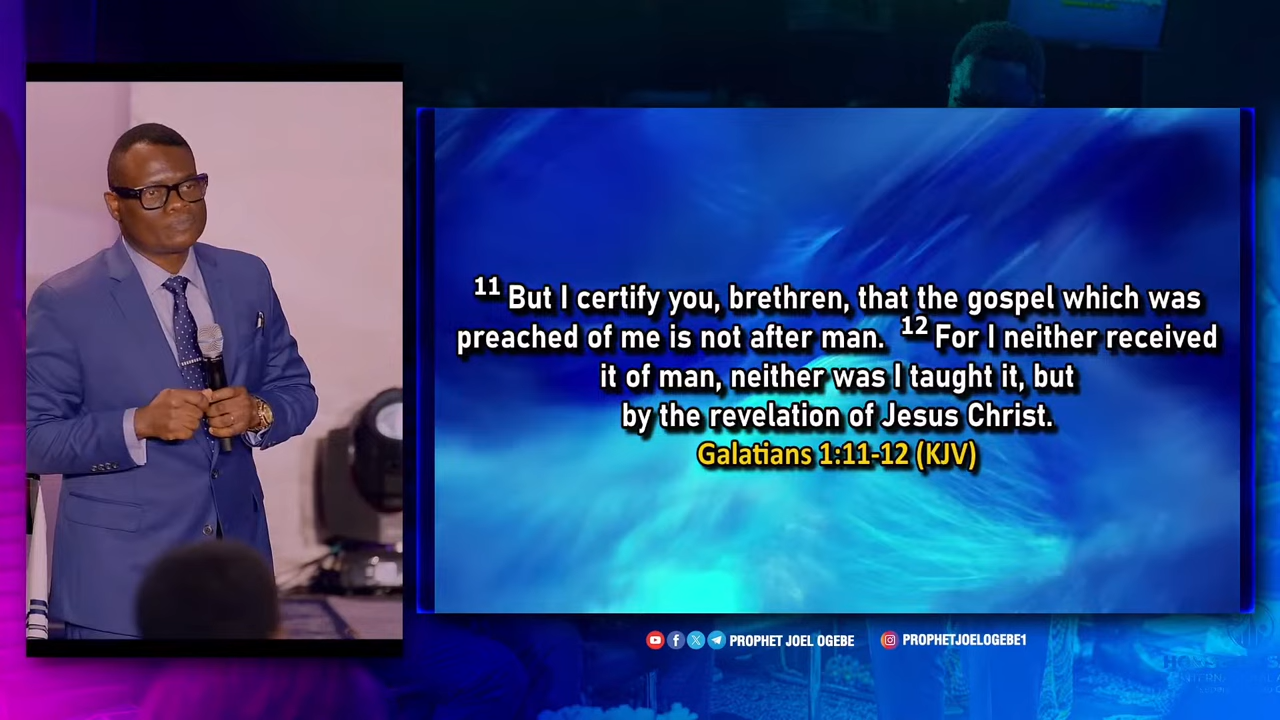 11 But I certify you, brethren, that the gospel which was
preached of me is not after man. 12 For I neither received
it of man, neither was I taught it, but
by the revelation of Jesus Christ.
Galatians 1:11-12 (KJV)
PROPHET JOEL OGEBE
PROPHETJOELOGEBE1